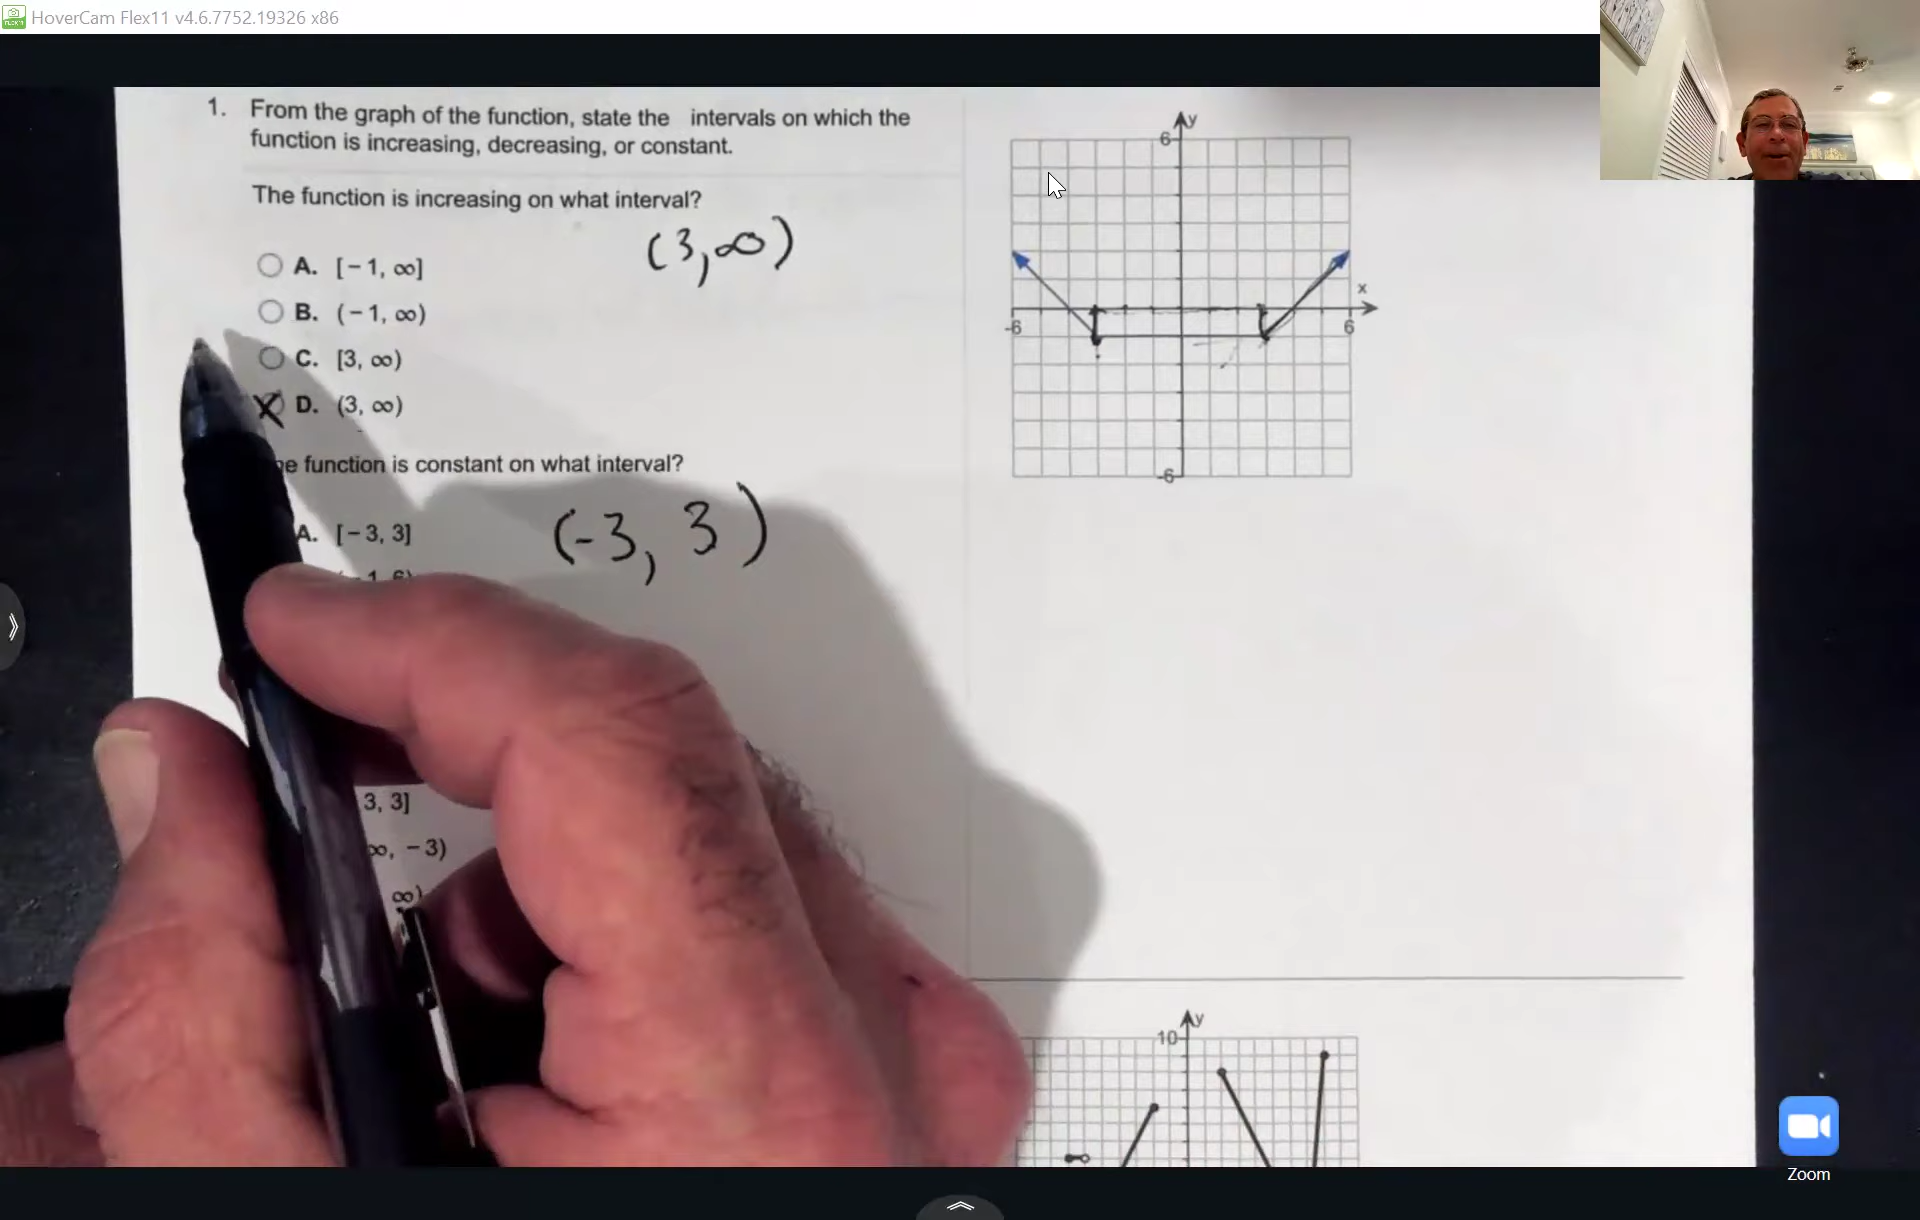 HoverCam Flex11 v4.6.7752.19326 x86
1. From the graph of the function, state the intervals on which the
function is increasing, decreasing, or constant.
The function is increasing on what interval?
(3, ∞)
A. [-1, ∞]
B. (-1, ∞)
C. [3, ∞)
X D. (3, ∞)
function is constant on what interval?
(-3, 3)
A. [-3, 3]
3, 3]
∞, -3)
∞)
y
6
x
-6
6
-6
y
10
Zoom